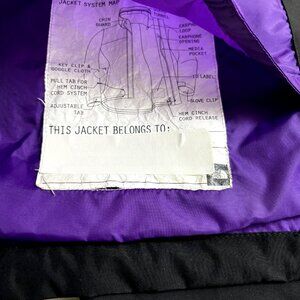 JACKET SYSTEM MAP
CHIN
GUARD
EARPHONE
LOOP
EARPHONE
OPENING
MEDIA
POCKET
KEY CLIP &
GOGGLE CLOTH
ID LABEL
PULL TAB FOR
HEM CINCH
CORD SYSTEM
GLOVE CLIP
ADJUSTABLE
TAB
HEM CINCH
CORD RELEASE
THIS JACKET BELONGS TO: